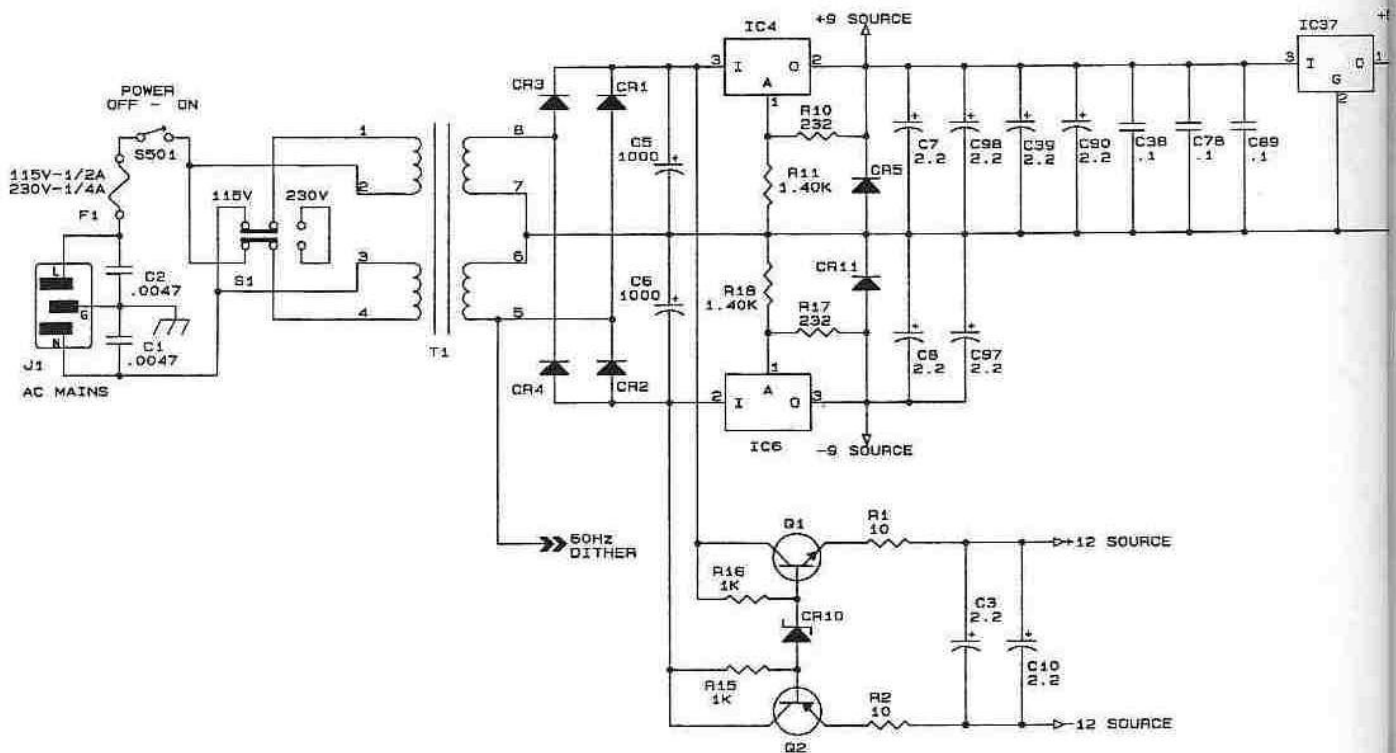 POWER
OFF - ON
S501
115V-1/2A
230V-1/4A
F1
L
G
N
J1
AC MAINS
C2
.0047
C1
.0047
115V
230V
S1
1
2
3
4
T1
8
7
6
5
CR3
CR1
CR4
CR2
C5
1000
C6
1000
IC4
3
I
O
2
A
1
+9 SOURCE
R10
232
R11
1.40K
CR5
R18
1.40K
R17
232
CR11
1
A
2
I
O
3
IC6
-9 SOURCE
C7
2.2
C98
2.2
C39
2.2
C90
2.2
C38
.1
C78
.1
C89
.1
C8
2.2
C97
2.2
IC37
3
I
O
1
G
2
60Hz
DITHER
Q1
R1
10
R16
1K
CR10
R15
1K
Q2
R2
10
C3
2.2
C10
2.2
+12 SOURCE
-12 SOURCE